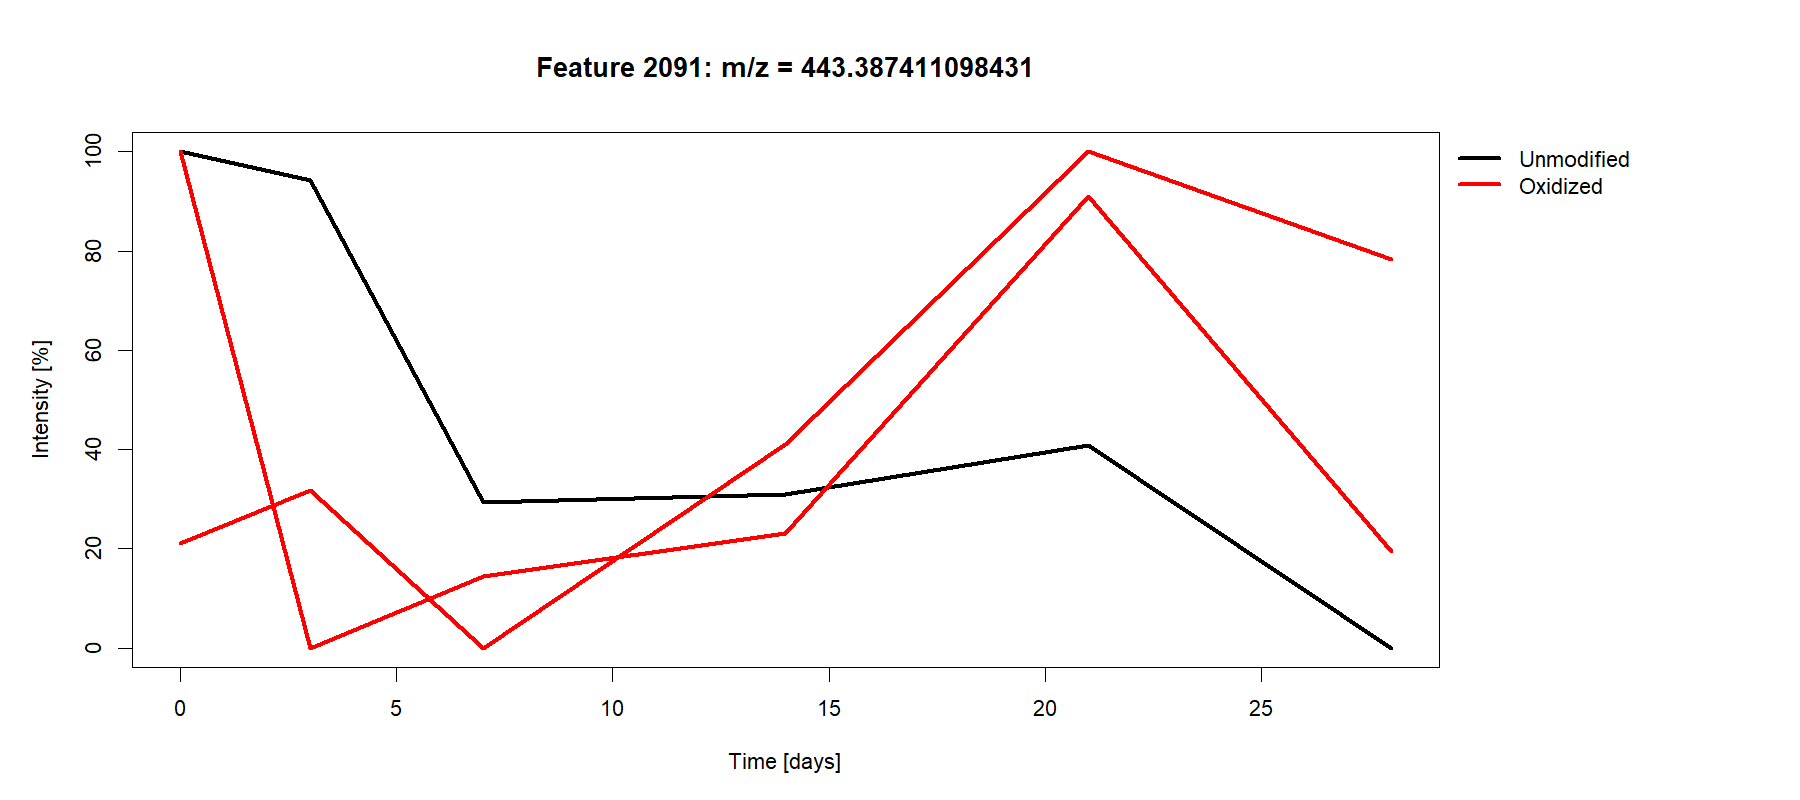 Feature 2091: m/z = 443.387411098431
Unmodified
Oxidized
Intensity [%]
100
80
60
40
20
0
0 5 10 15 20 25
Time [days]